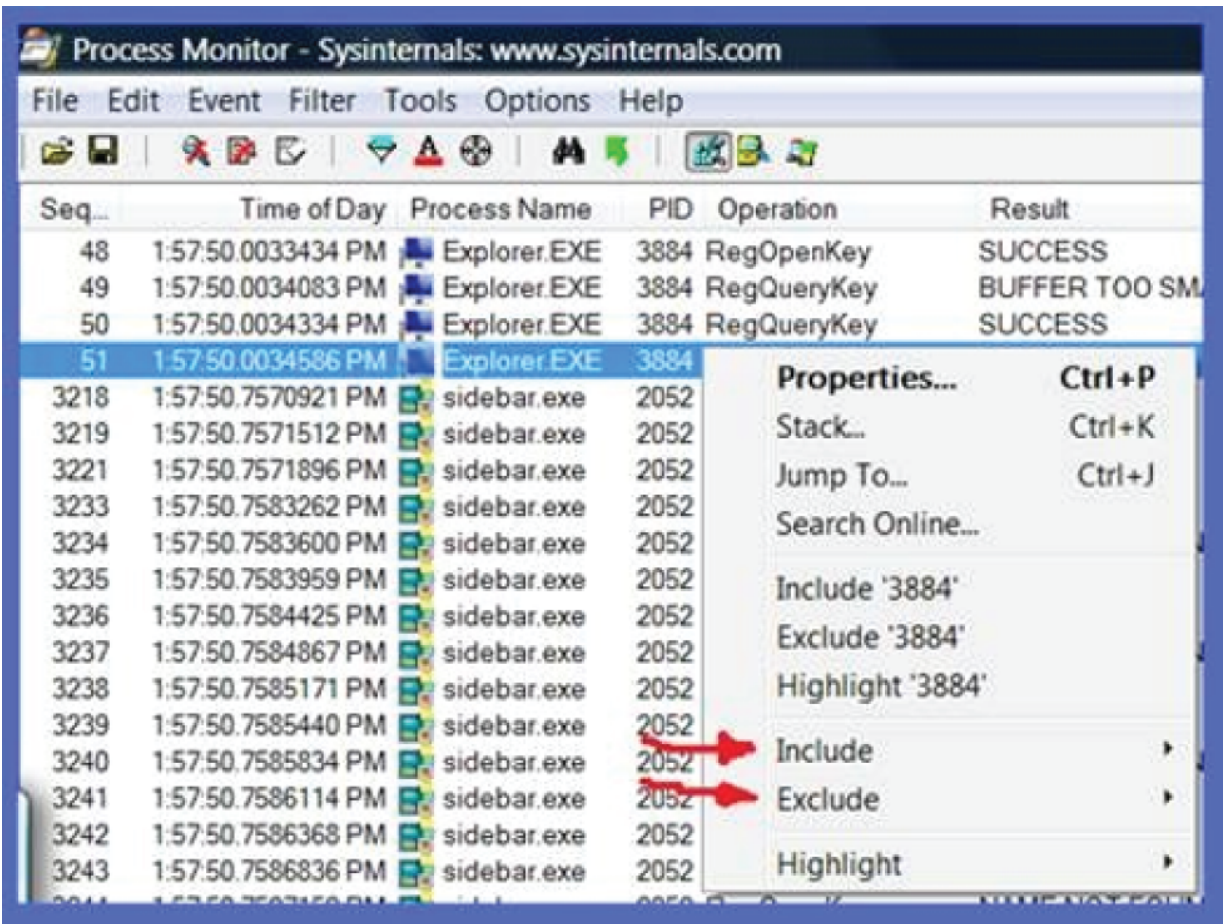 Process Monitor - Sysinternals: www.sysinternals.com
File Edit Event Filter Tools Options Help
Seq... Time of Day Process Name PID Operation Result
48 1:57:50.0033434 PM Explorer.EXE 3884 RegOpenKey SUCCESS
49 1:57:50.0034083 PM Explorer.EXE 3884 RegQueryKey BUFFER TOO SMA
50 1:57:50.0034334 PM Explorer.EXE 3884 RegQueryKey SUCCESS
51 1:57:50.0034586 PM Explorer.EXE 3884
3218 1:57:50.7570921 PM sidebar.exe 2052
3219 1:57:50.7571512 PM sidebar.exe 2052
3221 1:57:50.7571896 PM sidebar.exe 2052
3233 1:57:50.7583262 PM sidebar.exe 2052
3234 1:57:50.7583600 PM sidebar.exe 2052
3235 1:57:50.7583959 PM sidebar.exe 2052
3236 1:57:50.7584425 PM sidebar.exe 2052
3237 1:57:50.7584867 PM sidebar.exe 2052
3238 1:57:50.7585171 PM sidebar.exe 2052
3239 1:57:50.7585440 PM sidebar.exe 2052
3240 1:57:50.7585834 PM sidebar.exe 2052
3241 1:57:50.7586114 PM sidebar.exe 2052
3242 1:57:50.7586368 PM sidebar.exe 2052
3243 1:57:50.7586836 PM sidebar.exe 2052
Properties... Ctrl+P
Stack... Ctrl+K
Jump To... Ctrl+J
Search Online...
Include '3884'
Exclude '3884'
Highlight '3884'
Include
Exclude
Highlight